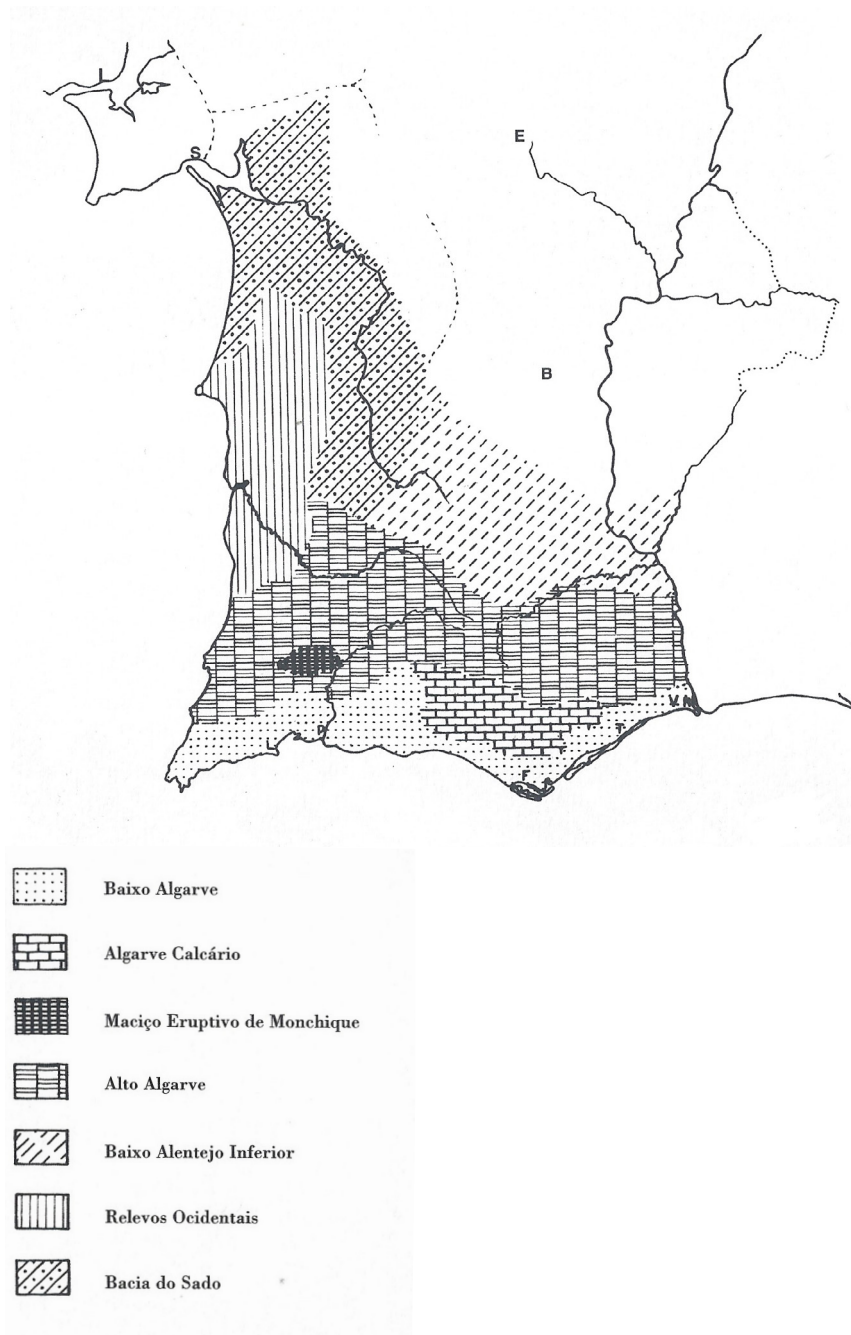 L
S
E
B
V. R.
P.
L.
T.
F
Baixo Algarve
Algarve Calcário
Maciço Eruptivo de Monchique
Alto Algarve
Baixo Alentejo Inferior
Relevos Ocidentais
Bacia do Sado